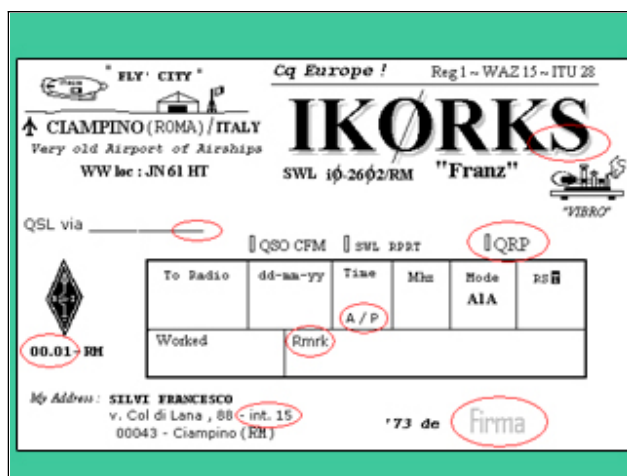 " FLY' CITY "
Cq Europe !
Reg 1 ~ WAZ 15 ~ ITU 28
IKØRKS
CIAMPINO (ROMA) / ITALY
Very old Airport of Airships
WW loc : JN 61 HT
SWL iØ-26Ø2/RM
"Franz"
"VIBRO"
QSL via
QSO CFM
SWL RPRT
QRP
To Radio
dd-mm-yy
Time
Mhz
Mode
RST
A1A
A / P
Worked
Rmrk
00.01 - RM
My Address : SILVI FRANCESCO
v. Col di Lana , 88 - int. 15
00043 - Ciampino (RM)
'73 de
Firma